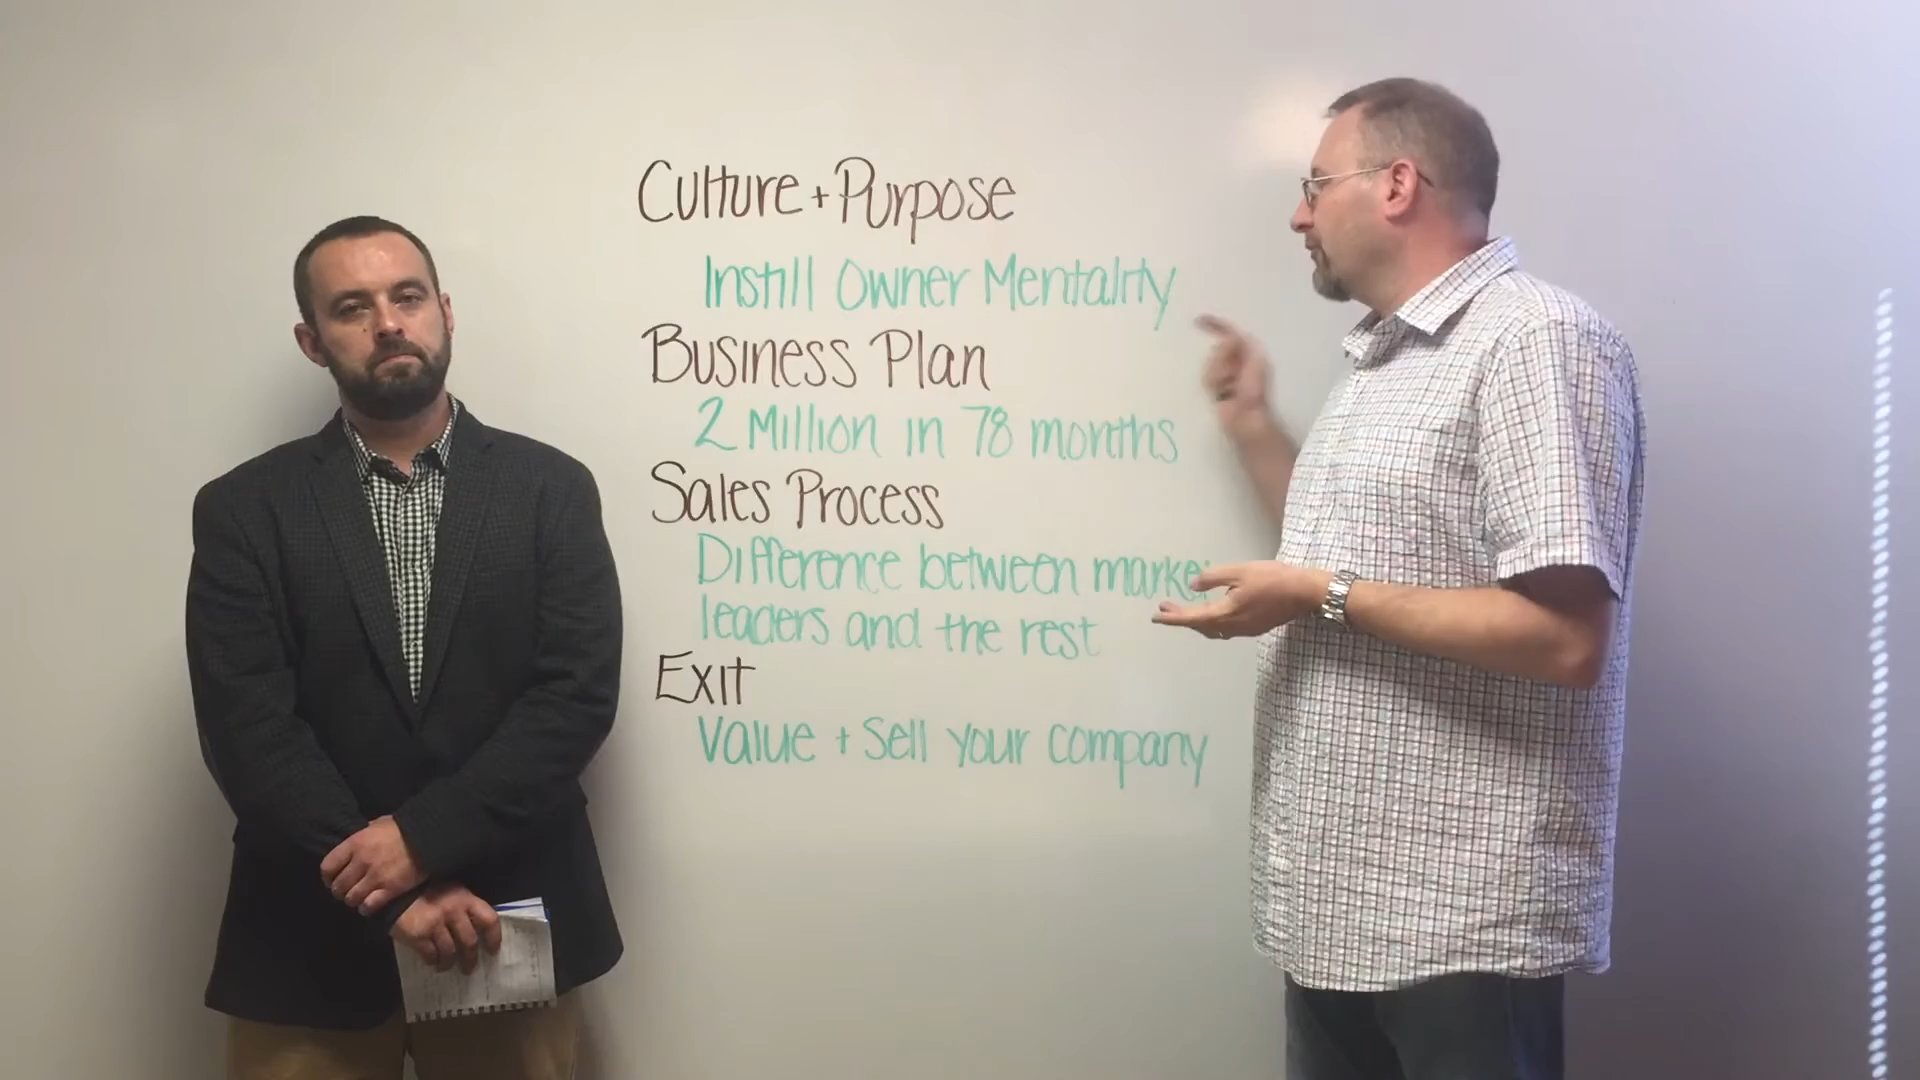 Culture + Purpose
Instill Owner Mentality
Business Plan
2 Million in 78 months
Sales Process
Difference between
leaders and the rest
Exit
Value + Sell your company